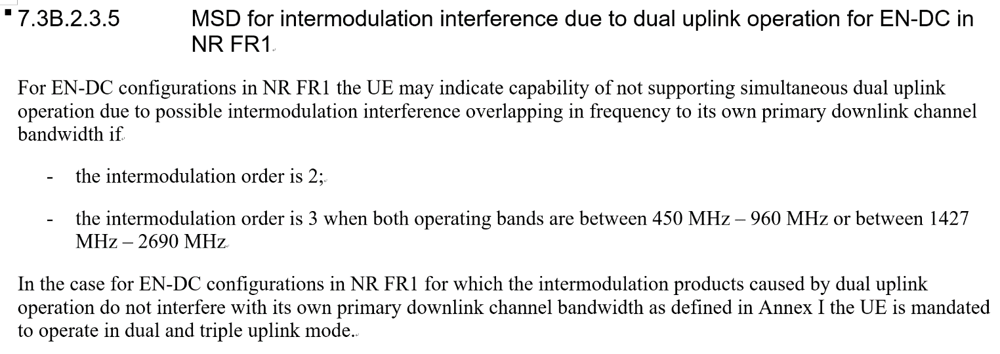 7.3B.2.3.5 MSD for intermodulation interference due to dual uplink operation for EN-DC in
NR FR1
For EN-DC configurations in NR FR1 the UE may indicate capability of not supporting simultaneous dual uplink
operation due to possible intermodulation interference overlapping in frequency to its own primary downlink channel
bandwidth if
- the intermodulation order is 2;
- the intermodulation order is 3 when both operating bands are between 450 MHz – 960 MHz or between 1427
MHz – 2690 MHz
In the case for EN-DC configurations in NR FR1 for which the intermodulation products caused by dual uplink
operation do not interfere with its own primary downlink channel bandwidth as defined in Annex I the UE is mandated
to operate in dual and triple uplink mode.